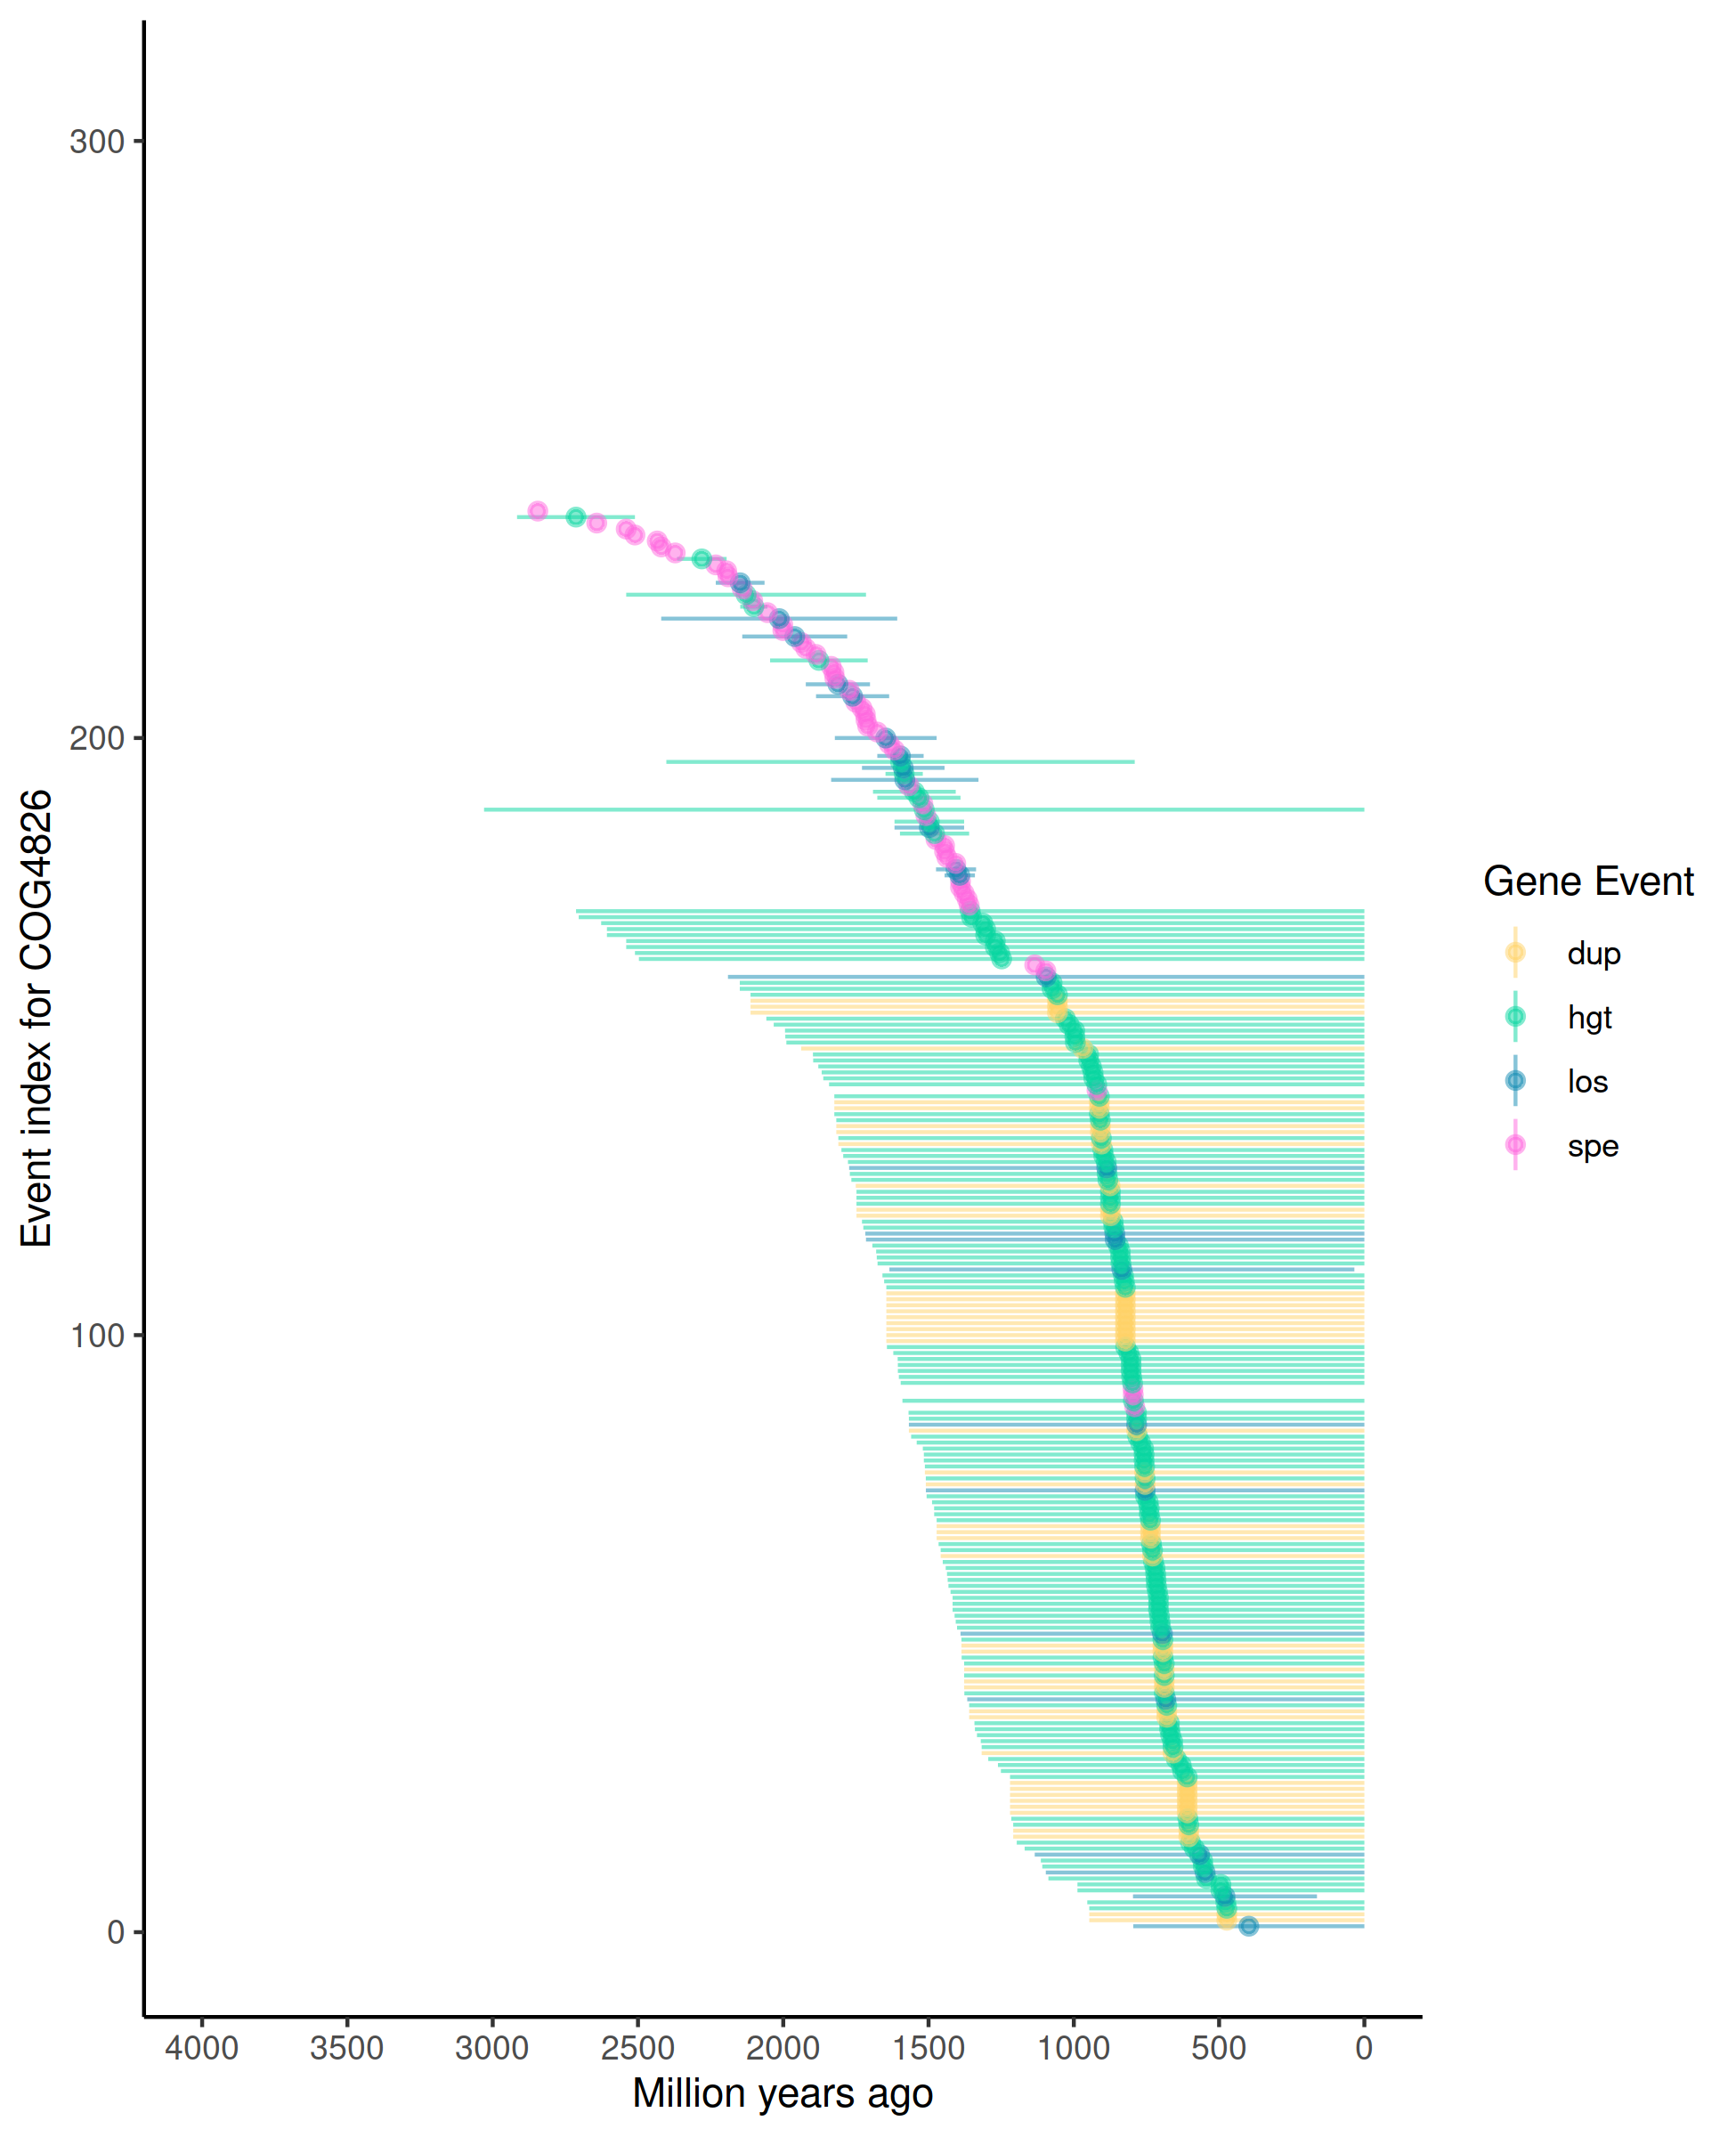 Event index for COG4826
300
200
100
0
4000 3500 3000 2500 2000 1500 1000 500 0
Million years ago
Gene Event
dup
hgt
los
spe